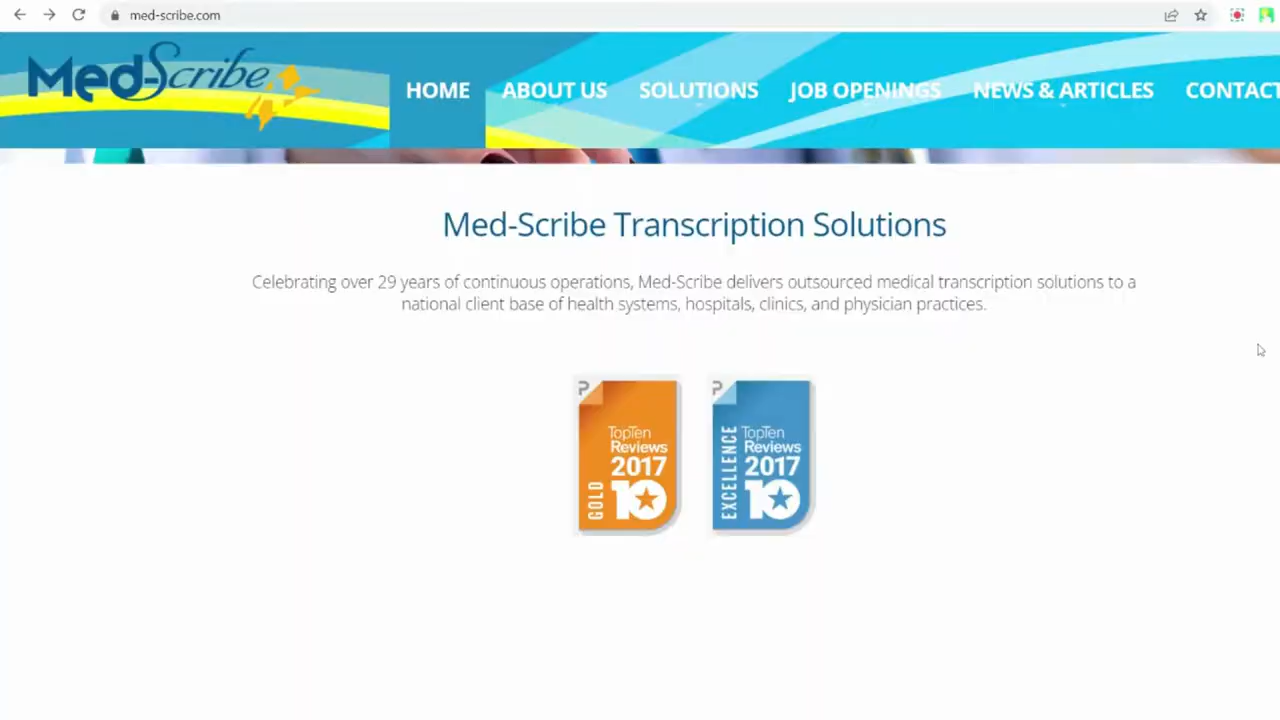 med-scribe.com
Med-Scribe
HOME
ABOUT US
SOLUTIONS
JOB OPENINGS
NEWS & ARTICLES
CONTACT
Med-Scribe Transcription Solutions
Celebrating over 29 years of continuous operations, Med-Scribe delivers outsourced medical transcription solutions to a
national client base of health systems, hospitals, clinics, and physician practices.
P
TopTen
Reviews
2017
10
GOLD
P
TopTen
Reviews
2017
10
EXCELLENCE